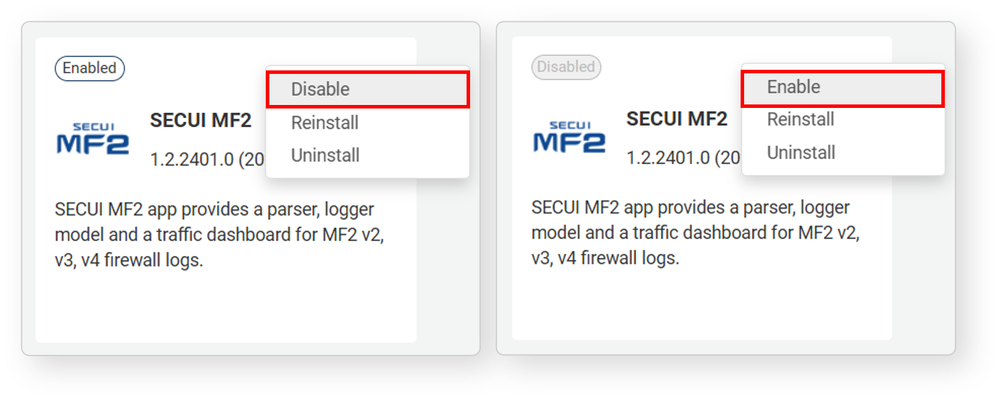 Enabled
Disable
Reinstall
Uninstall
SECUI
MF2
SECUI MF2
1.2.2401.0 (20
SECUI MF2 app provides a parser, logger
model and a traffic dashboard for MF2 v2,
v3, v4 firewall logs.
Disabled
Enable
Reinstall
Uninstall
SECUI
MF2
SECUI MF2
1.2.2401.0 (20
SECUI MF2 app provides a parser, logger
model and a traffic dashboard for MF2 v2,
v3, v4 firewall logs.